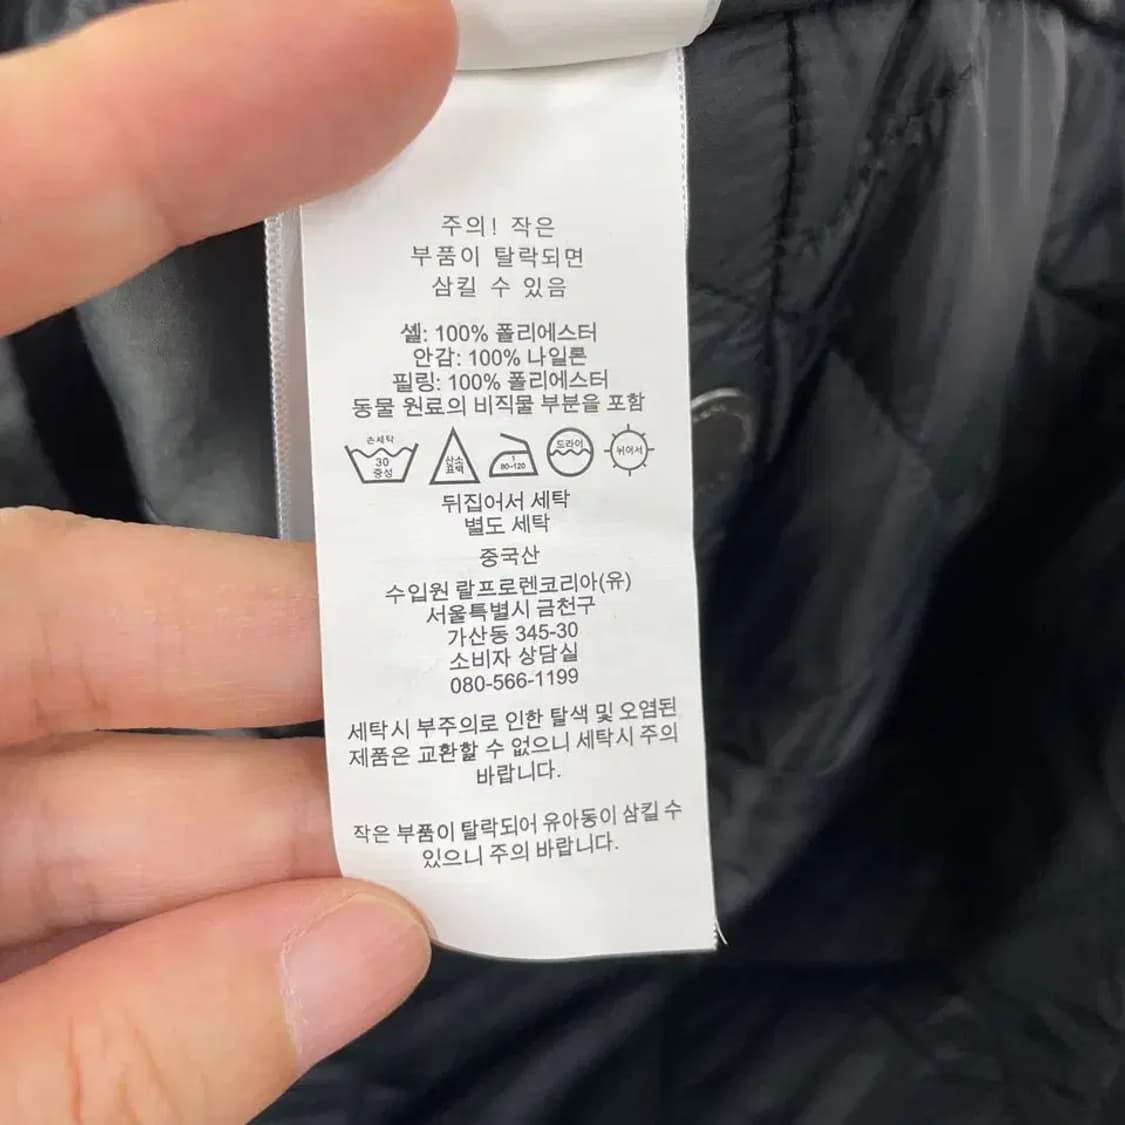 주의! 작은
부품이 탈락되면
삼킬 수 있음
셸: 100% 폴리에스터
안감: 100% 나일론
필링: 100% 폴리에스터
동물 원료의 비직물 부분을 포함
손세탁
30
중성
산소
표백
1
80~120
드라이
뉘어서
뒤집어서 세탁
별도 세탁
중국산
수입원 랄프로렌코리아(유)
서울특별시 금천구
가산동 345-30
소비자 상담실
080-566-1199
세탁시 부주의로 인한 탈색 및 오염된
제품은 교환할 수 없으니 세탁시 주의
바랍니다.
작은 부품이 탈락되어 유아동이 삼킬 수
있으니 주의 바랍니다.